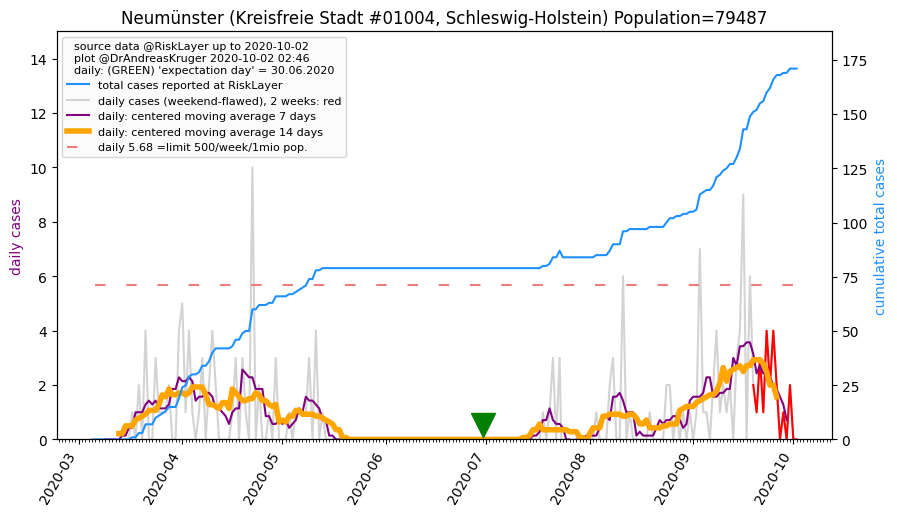 Neumünster (Kreisfreie Stadt #01004, Schleswig-Holstein) Population=79487
source data @RiskLayer up to 2020-10-02
plot @DrAndreasKruger 2020-10-02 02:46
daily: (GREEN) 'expectation day' = 30.06.2020
total cases reported at RiskLayer
daily cases (weekend-flawed), 2 weeks: red
daily: centered moving average 7 days
daily: centered moving average 14 days
daily 5.68 =limit 500/week/1mio pop.
daily cases
14
12
10
8
6
4
2
0
175
150
125
100
75
50
25
0
cumulative total cases
2020-03
2020-04
2020-05
2020-06
2020-07
2020-08
2020-09
2020-10